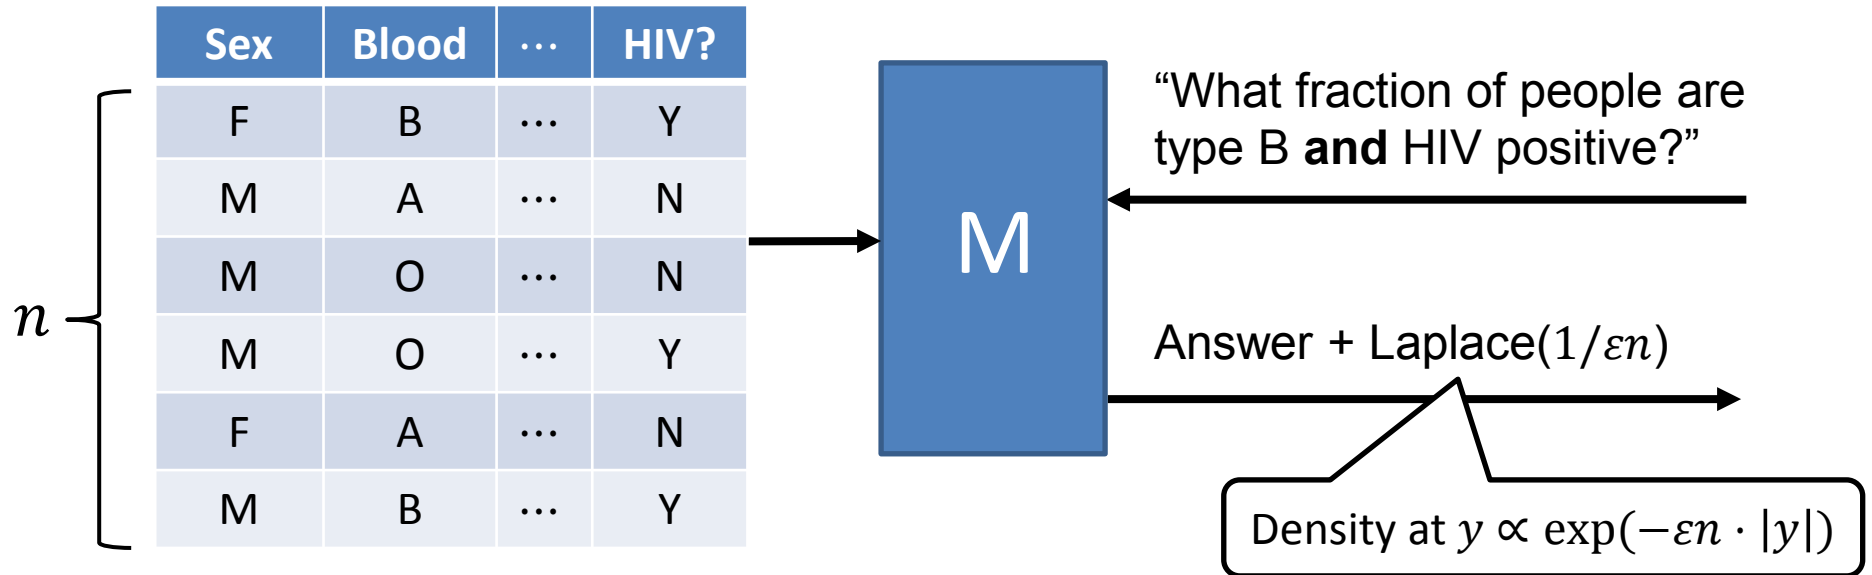 Sex Blood ⋯ HIV?
F B ⋯ Y
M A ⋯ N
M O ⋯ N
M O ⋯ Y
F A ⋯ N
M B ⋯ Y
n
M
“What fraction of people are
type B and HIV positive?”
Answer + Laplace(1/εn)
Density at y ∝ exp(−εn · |y|)